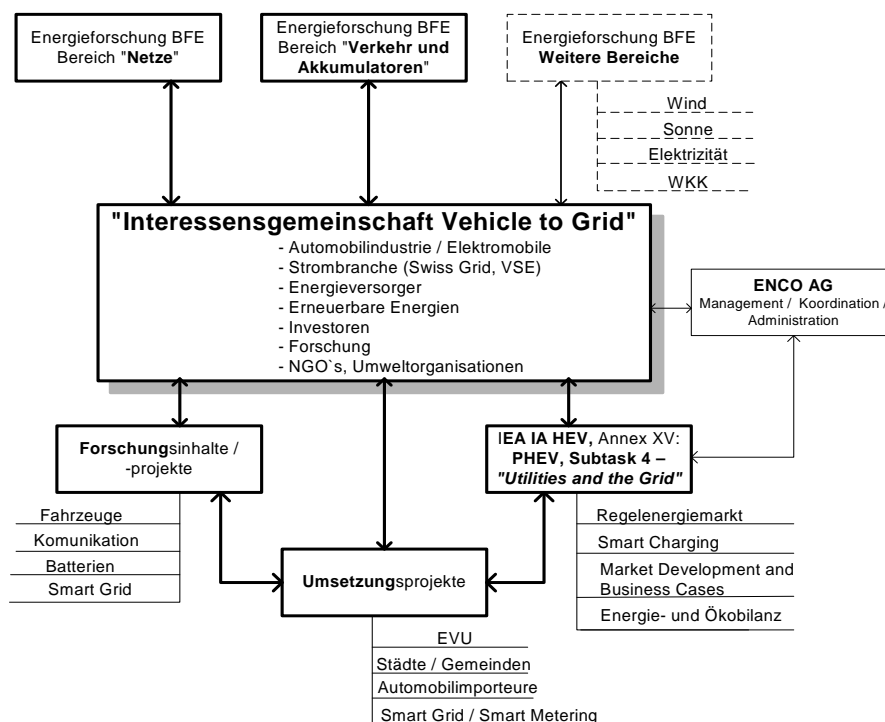 Energieforschung BFE
Bereich "Netze"
Energieforschung BFE
Bereich "Verkehr und
Akkumulatoren"
Energieforschung BFE
Weitere Bereiche
Wind
Sonne
Elektrizität
WKK
"Interessensgemeinschaft Vehicle to Grid"
- Automobilindustrie / Elektromobile
- Strombranche (Swiss Grid, VSE)
- Energieversorger
- Erneuerbare Energien
- Investoren
- Forschung
- NGO`s, Umweltorganisationen
ENCO AG
Management / Koordination /
Administration
Forschungsinhalte /
-projekte
Fahrzeuge
Komunikation
Batterien
Smart Grid
IEA IA HEV, Annex XV:
PHEV, Subtask 4 –
"Utilities and the Grid"
Regelenergiemarkt
Smart Charging
Market Development and
Business Cases
Energie- und Ökobilanz
Umsetzungsprojekte
EVU
Städte / Gemeinden
Automobilimporteure
Smart Grid / Smart Metering